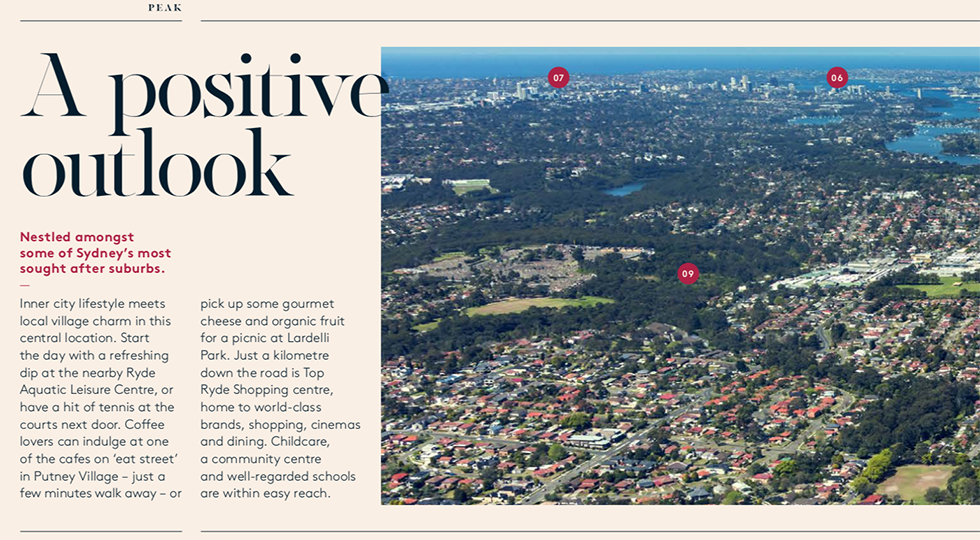 PEAK
A positive
outlook
Nestled amongst
some of Sydney's most
sought after suburbs.
—
Inner city lifestyle meets
local village charm in this
central location. Start
the day with a refreshing
dip at the nearby Ryde
Aquatic Leisure Centre, or
have a hit of tennis at the
courts next door. Coffee
lovers can indulge at one
of the cafes on ‘eat street’
in Putney Village – just a
few minutes walk away – or
pick up some gourmet
cheese and organic fruit
for a picnic at Lardelli
Park. Just a kilometre
down the road is Top
Ryde Shopping centre,
home to world-class
brands, shopping, cinemas
and dining. Childcare,
a community centre
and well-regarded schools
are within easy reach.
07
06
09